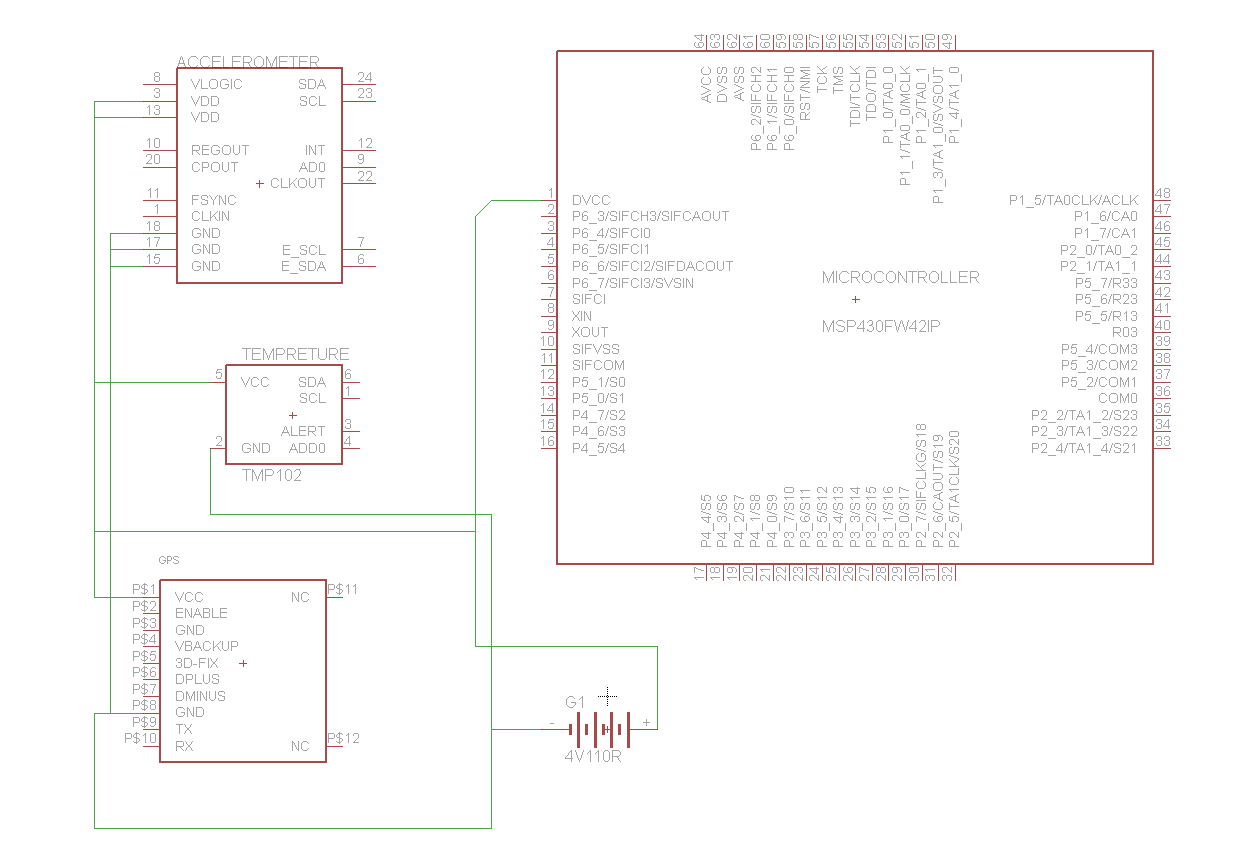 ACCELEROMETER
8 VLOGIC SDA 24
3 VDD SCL 23
13 VDD
10 REGOUT INT 12
20 CPOUT AD0 9
CLKOUT 22
11 FSYNC
1 CLKIN
18 GND
17 GND E_SCL 7
15 GND E_SDA 6
TEMPRETURE
5 VCC SDA 6
SCL 1
ALERT 3
2 GND ADD0 4
TMP102
GPS
P$1 VCC NC P$11
P$2 ENABLE
P$3 GND
P$4 VBACKUP
P$5 3D-FIX
P$6 DPLUS
P$7 DMINUS
P$8 GND
P$9 TX
P$10 RX NC P$12
G1
- +
4V110R
MICROCONTROLLER
MSP430FW42IP
64 AVCC
63 DVSS
62 AVSS
61 P6_2/SIFCH2
60 P6_1/SIFCH1
59 P6_0/SIFCH0
58 RST/NMI
57 TCK
56 TMS
55 TDI/TCLK
54 TDO/TDI
53 P1_0/TA0_0
52 P1_1/TA0_0/MCLK
51 P1_2/TA0_1
50 P1_3/TA1_0/SVSOUT
49 P1_4/TA1_0
1 DVCC
2 P6_3/SIFCH3/SIFCAOUT
3 P6_4/SIFCI0
4 P6_5/SIFCI1
5 P6_6/SIFCI2/SIFDACOUT
6 P6_7/SIFCI3/SVSIN
7 SIFCI
8 XIN
9 XOUT
10 SIFVSS
11 SIFCOM
12 P5_1/S0
13 P5_0/S1
14 P4_7/S2
15 P4_6/S3
16 P4_5/S4
P1_5/TA0CLK/ACLK 48
P1_6/CA0 47
P1_7/CA1 46
P2_0/TA0_2 45
P2_1/TA1_1 44
P5_7/R33 43
P5_6/R23 42
P5_5/R13 41
R03 40
P5_4/COM3 39
P5_3/COM2 38
P5_2/COM1 37
COM0 36
P2_2/TA1_2/S23 35
P2_3/TA1_3/S22 34
P2_4/TA1_4/S21 33
17 P4_4/S5
18 P4_3/S6
19 P4_2/S7
20 P4_1/S8
21 P4_0/S9
22 P3_7/S10
23 P3_6/S11
24 P3_5/S12
25 P3_4/S13
26 P3_3/S14
27 P3_2/S15
28 P3_1/S16
29 P3_0/S17
30 P2_7/SIFCLKG/S18
31 P2_6/CAOUT/S19
32 P2_5/TA1CLK/S20